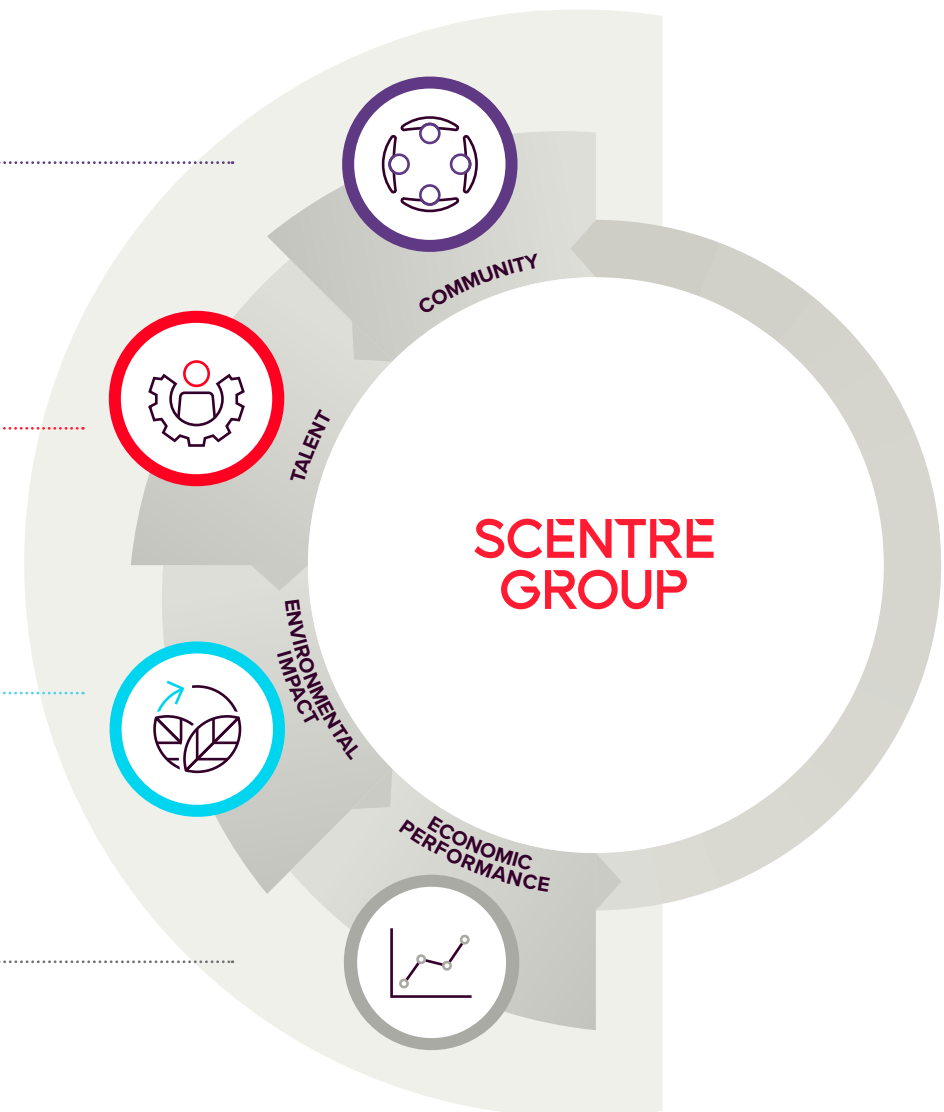 COMMUNITY
TALENT
SCENTRE
GROUP
ENVIRONMENTAL
IMPACT
ECONOMIC
PERFORMANCE